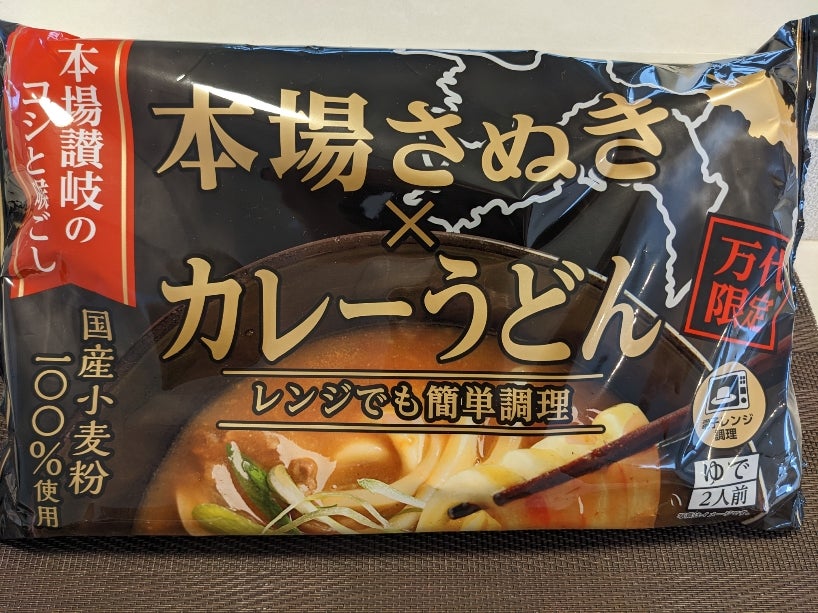 本場讃岐の
コシと喉ごし
本場さぬき
×
カレーうどん
レンジでも簡単調理
国産小麦粉
一〇〇%使用
万代
限定
電子レンジ
調理
ゆで
2人前